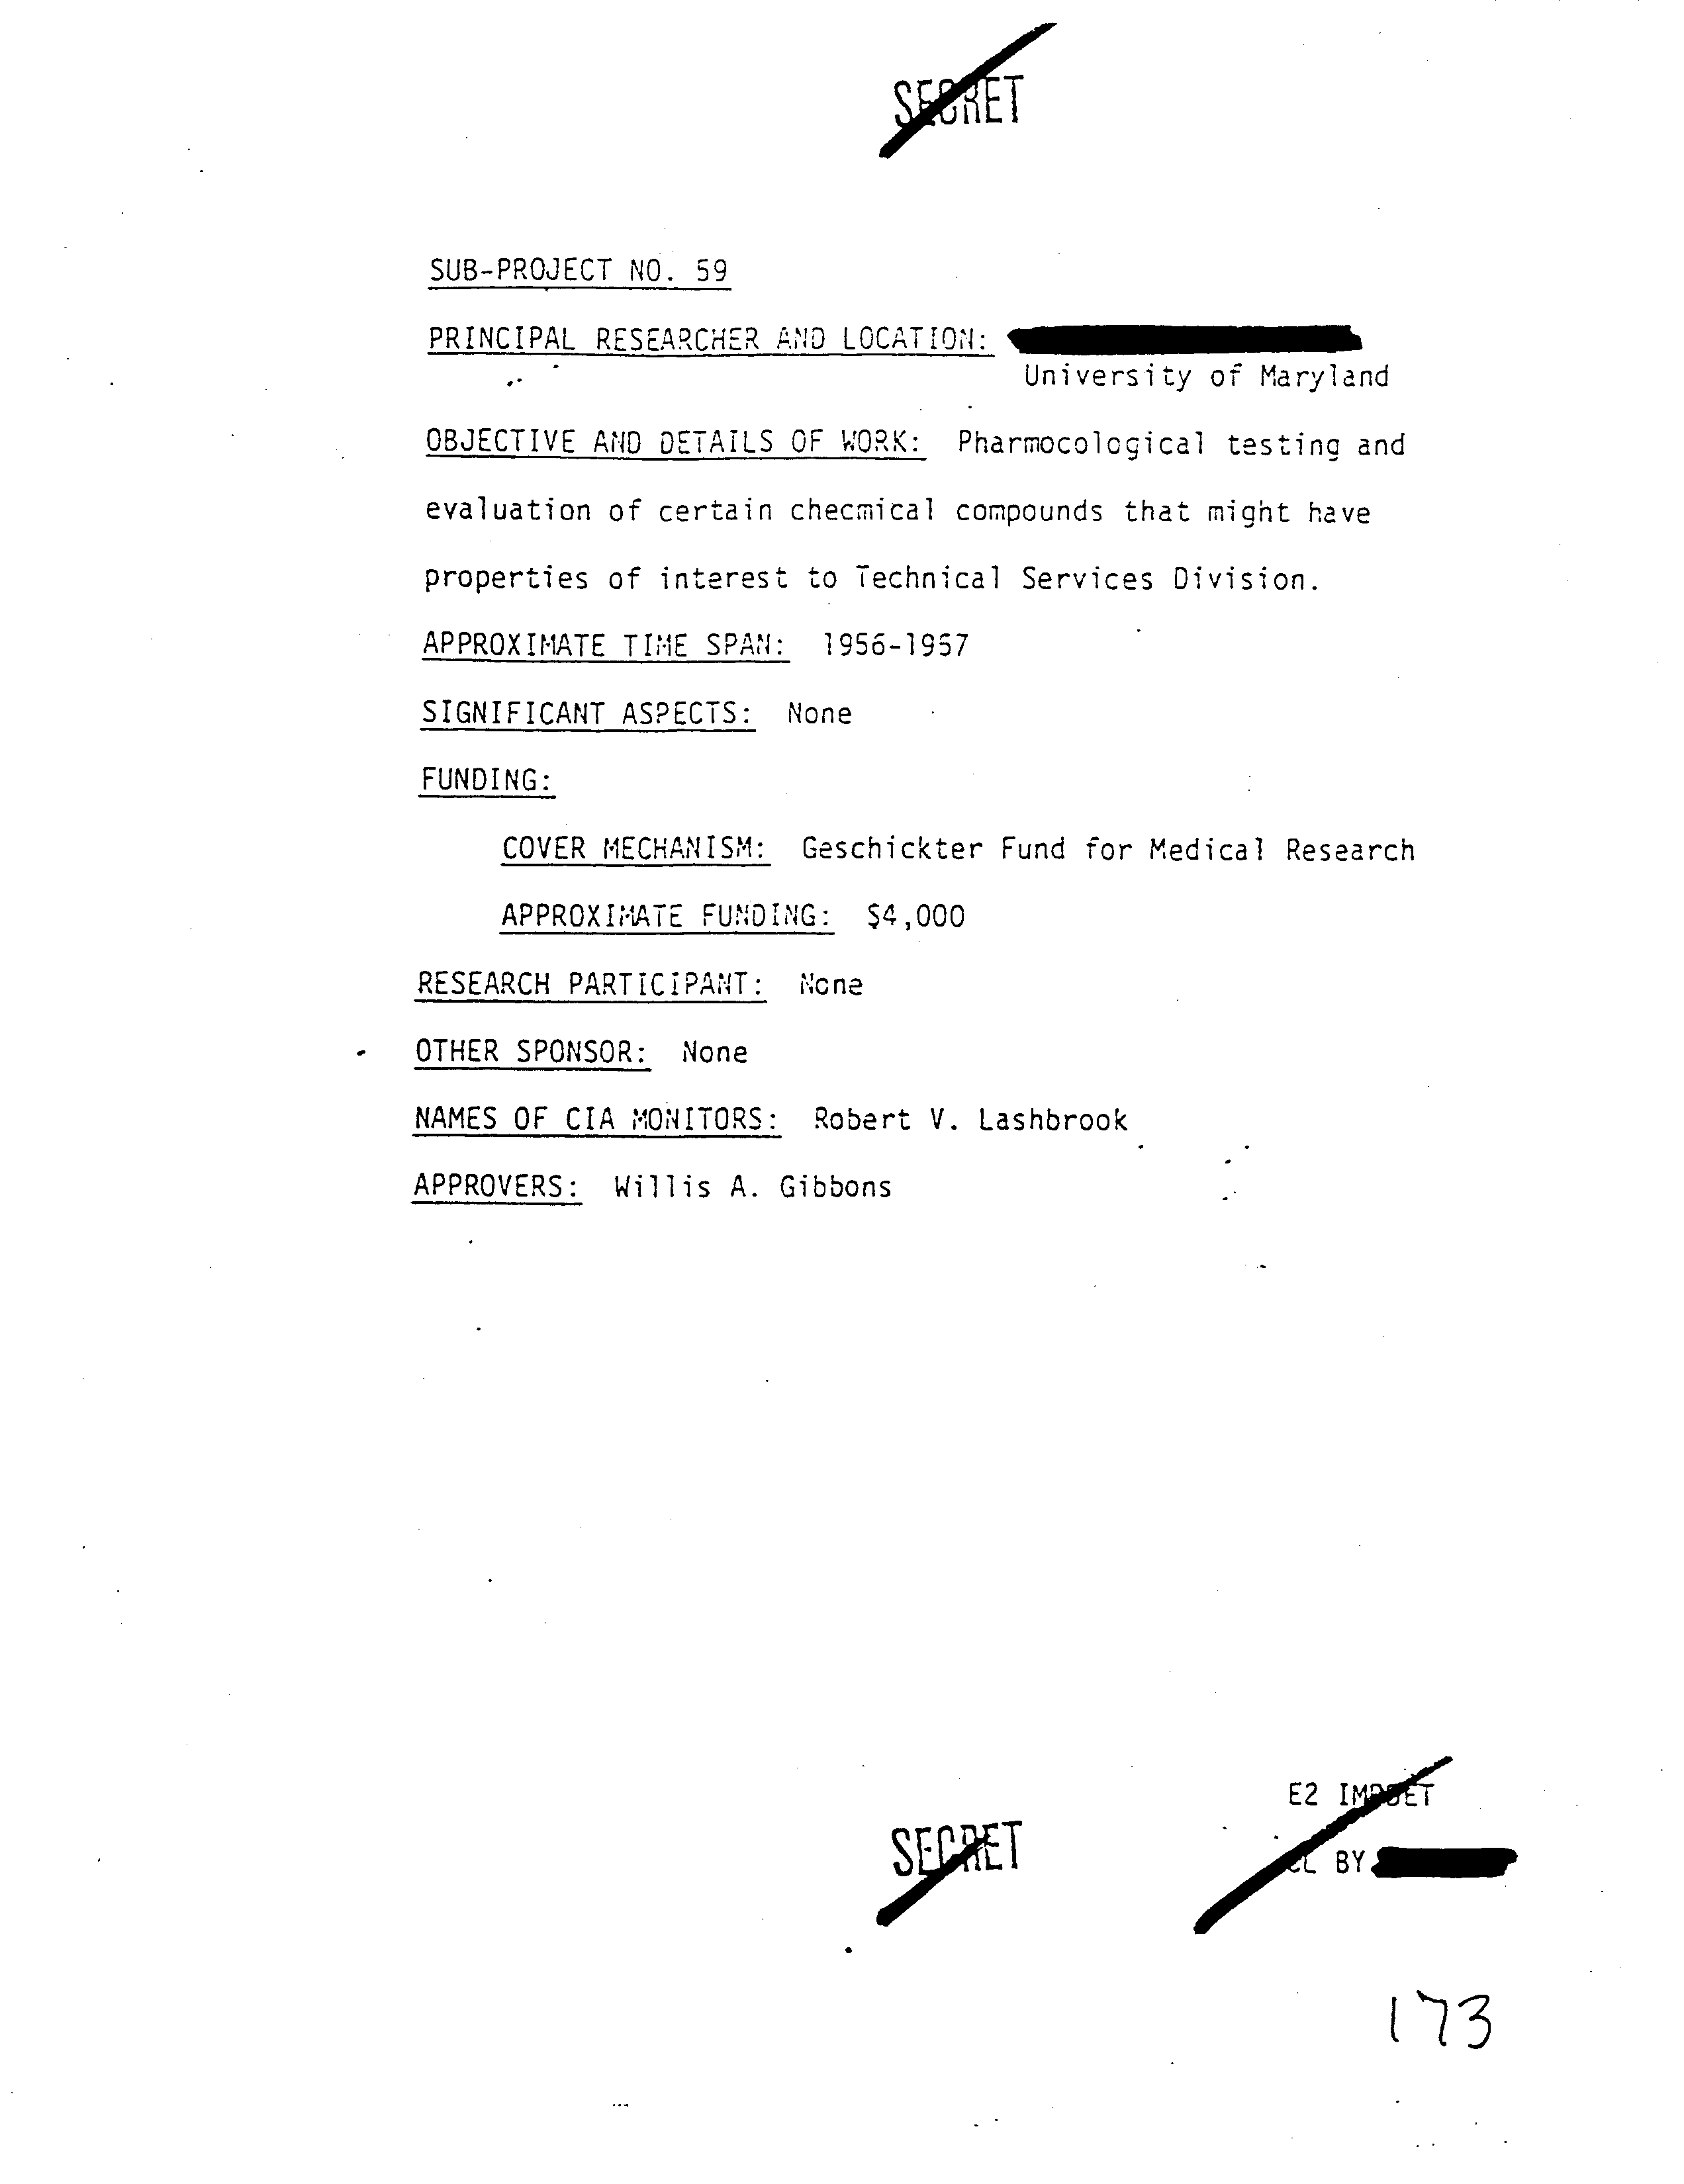 SECRET
SUB-PROJECT NO. 59
PRINCIPAL RESEARCHER AND LOCATION:
University of Maryland
OBJECTIVE AND DETAILS OF WORK: Pharmocological testing and
evaluation of certain checmical compounds that might have
properties of interest to Technical Services Division.
APPROXIMATE TIME SPAN: 1956-1957
SIGNIFICANT ASPECTS: None
FUNDING:
COVER MECHANISM: Geschickter Fund for Medical Research
APPROXIMATE FUNDING: $4,000
RESEARCH PARTICIPANT: None
OTHER SPONSOR: None
NAMES OF CIA MONITORS: Robert V. Lashbrook
APPROVERS: Willis A. Gibbons
E2 IMPDET
SECRET
CL BY
173